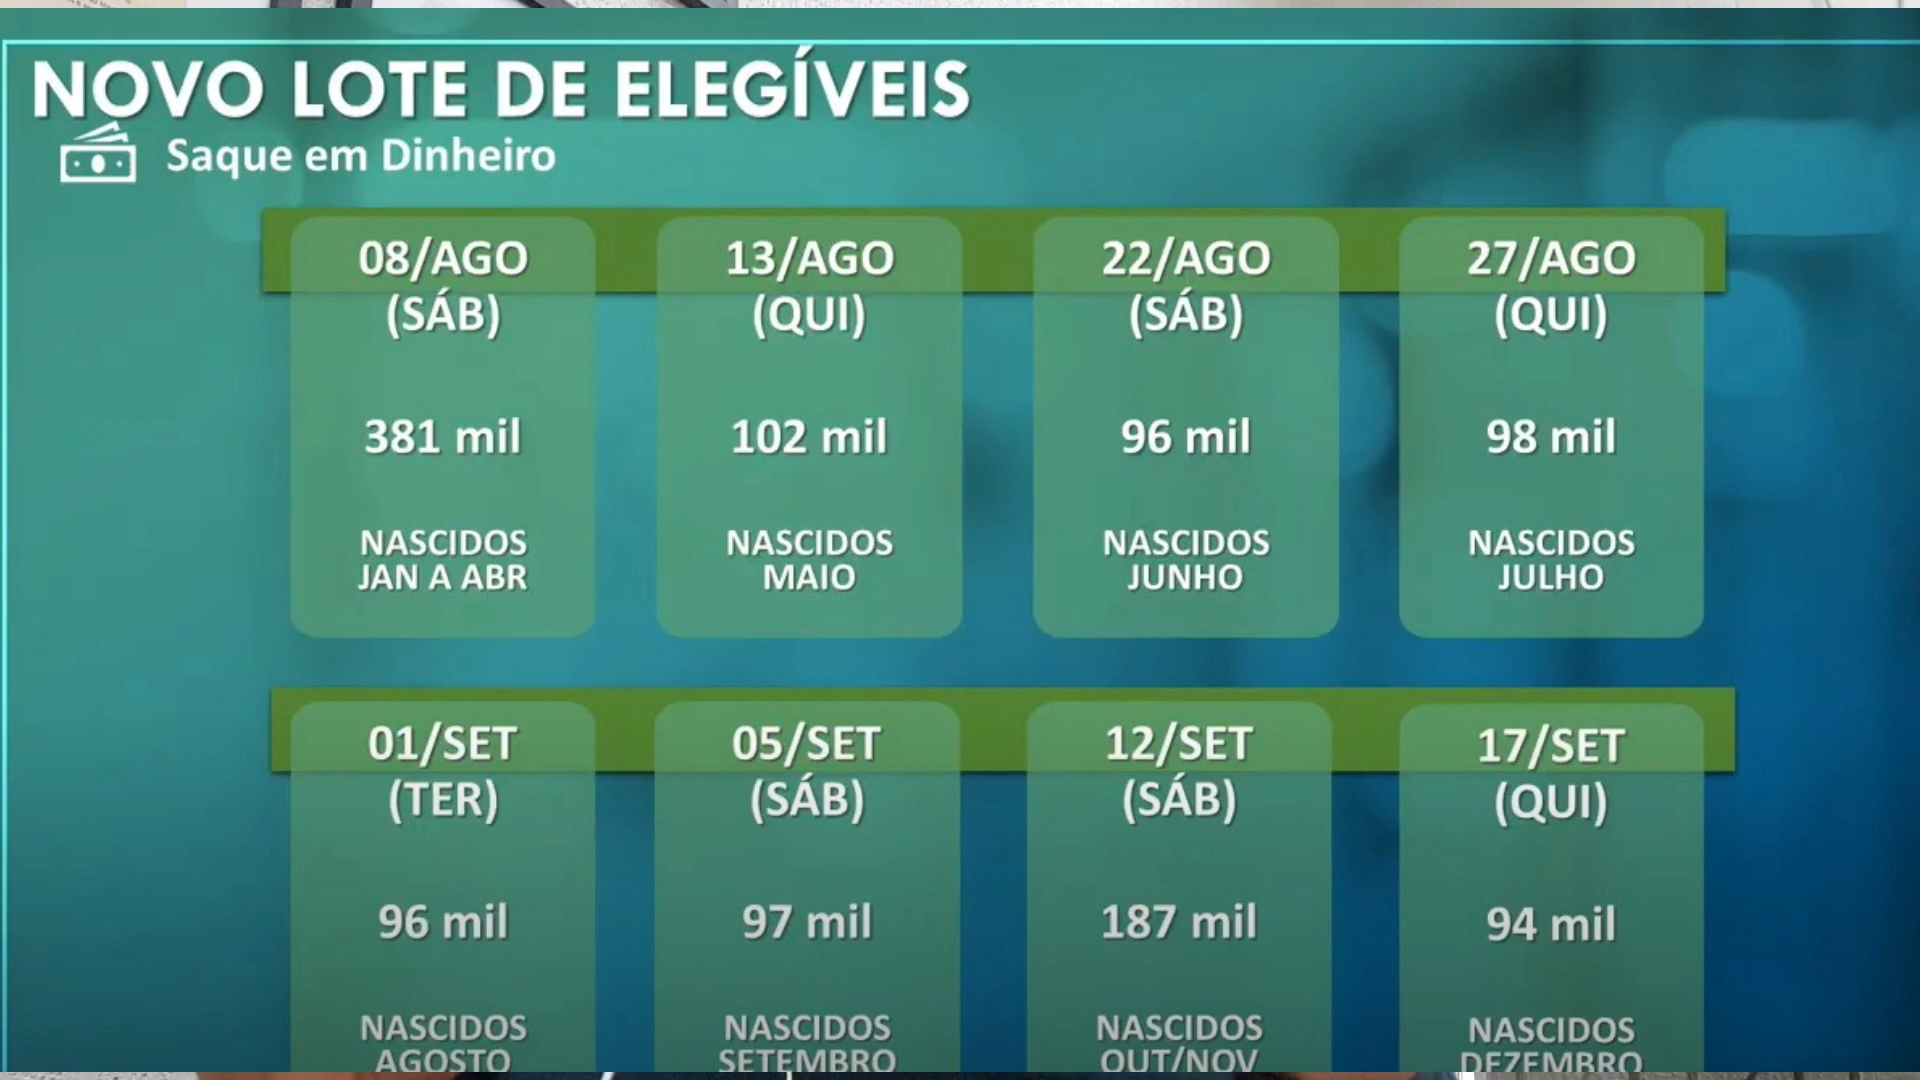 NOVO LOTE DE ELEGÍVEIS
Saque em Dinheiro
08/AGO
(SÁB)
381 mil
NASCIDOS
JAN A ABR
13/AGO
(QUI)
102 mil
NASCIDOS
MAIO
22/AGO
(SÁB)
96 mil
NASCIDOS
JUNHO
27/AGO
(QUI)
98 mil
NASCIDOS
JULHO
01/SET
(TER)
96 mil
NASCIDOS
AGOSTO
05/SET
(SÁB)
97 mil
NASCIDOS
SETEMBRO
12/SET
(SÁB)
187 mil
NASCIDOS
OUT/NOV
17/SET
(QUI)
94 mil
NASCIDOS
DEZEMBRO